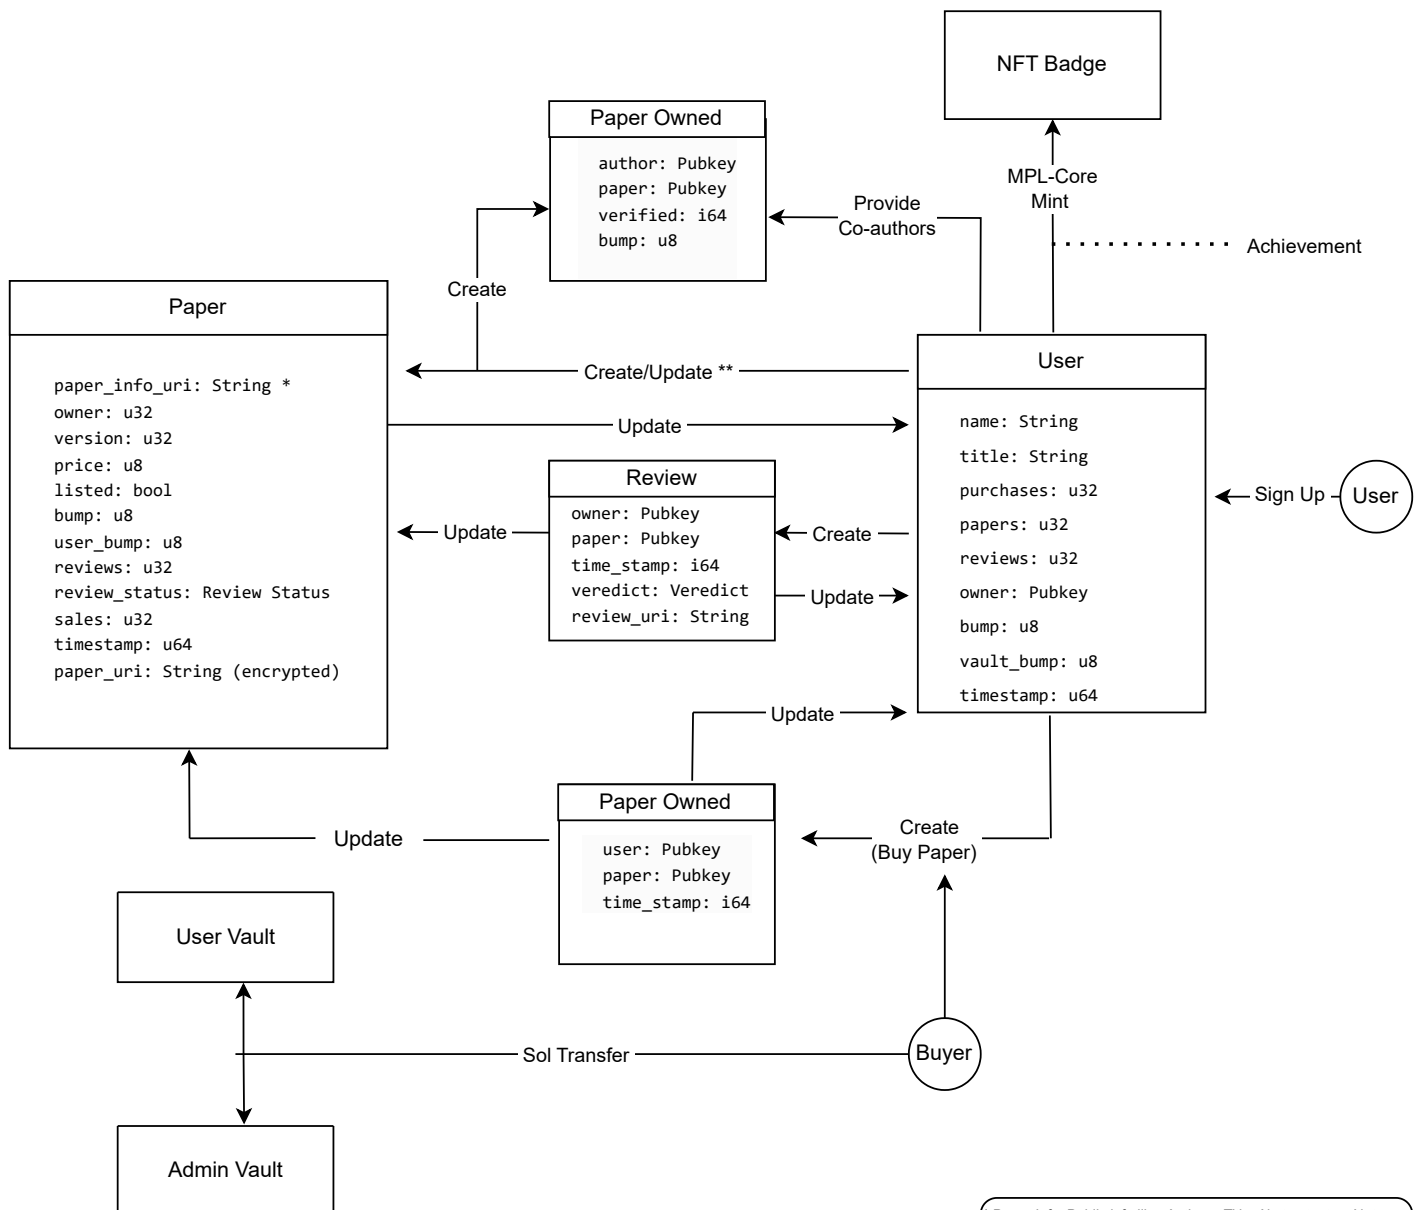 NFT Badge
MPL-Core
Mint
Achievement
Paper Owned
author: Pubkey
paper: Pubkey
verified: i64
bump: u8
Provide
Co-authors
Create
Paper
paper_info_uri: String *
owner: u32
version: u32
price: u8
listed: bool
bump: u8
user_bump: u8
reviews: u32
review_status: Review Status
sales: u32
timestamp: u64
paper_uri: String (encrypted)
Create/Update **
Update
User
name: String
title: String
purchases: u32
papers: u32
reviews: u32
owner: Pubkey
bump: u8
vault_bump: u8
timestamp: u64
Sign Up
User
Review
owner: Pubkey
paper: Pubkey
time_stamp: i64
veredict: Veredict
review_uri: String
Update
Create
Update
Update
Paper Owned
user: Pubkey
paper: Pubkey
time_stamp: i64
Update
Create
(Buy Paper)
User Vault
Sol Transfer
Buyer
Admin Vault